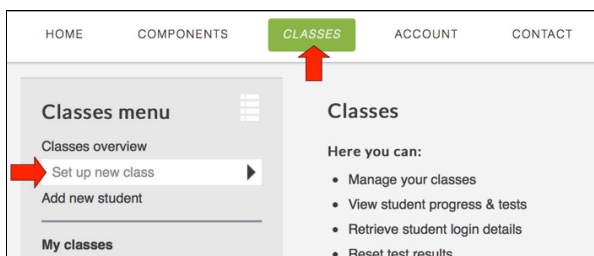 HOME COMPONENTS CLASSES ACCOUNT CONTACT
Classes menu
Classes overview
Set up new class
Add new student
My classes
Classes
Here you can:
• Manage your classes
• View student progress & tests
• Retrieve student login details
• Reset test results